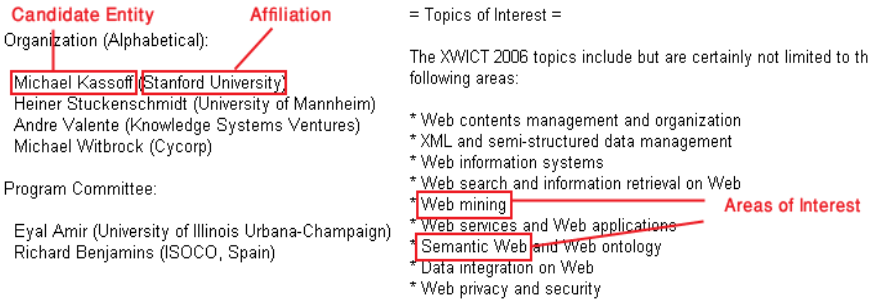 Candidate Entity
Affiliation
Organization (Alphabetical):
Michael Kassoff (Stanford University)
Heiner Stuckenschmidt (University of Mannheim)
Andre Valente (Knowledge Systems Ventures)
Michael Witbrock (Cycorp)
Program Committee:
Eyal Amir (University of Illinois Urbana-Champaign)
Richard Benjamins (ISOCO, Spain)
= Topics of Interest =
The XWICT 2006 topics include but are certainly not limited to th
following areas:
* Web contents management and organization
* XML and semi-structured data management
* Web information systems
* Web search and information retrieval on Web
* Web mining
* Web services and Web applications
* Semantic Web and Web ontology
* Data integration on Web
* Web privacy and security
Areas of Interest